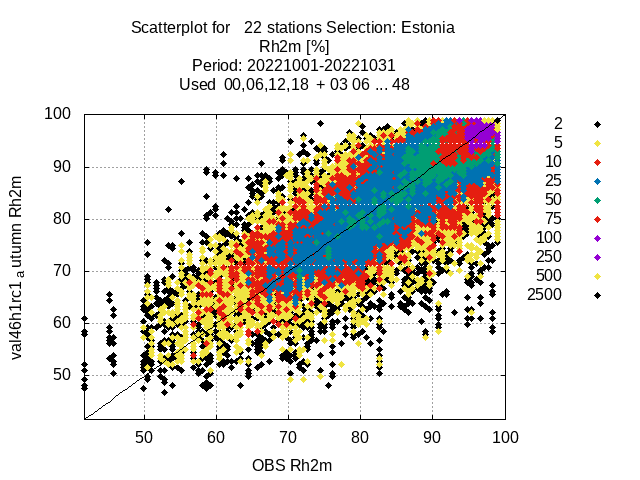 Scatterplot for 22 stations Selection: Estonia
Rh2m [%]
Period: 20221001-20221031
Used 00,06,12,18 + 03 06 ... 48
val46h1rc1 a utumn Rh2m
100
90
80
70
60
50
50 60 70 80 90 100
OBS Rh2m
2
5
10
25
50
75
100
250
500
2500